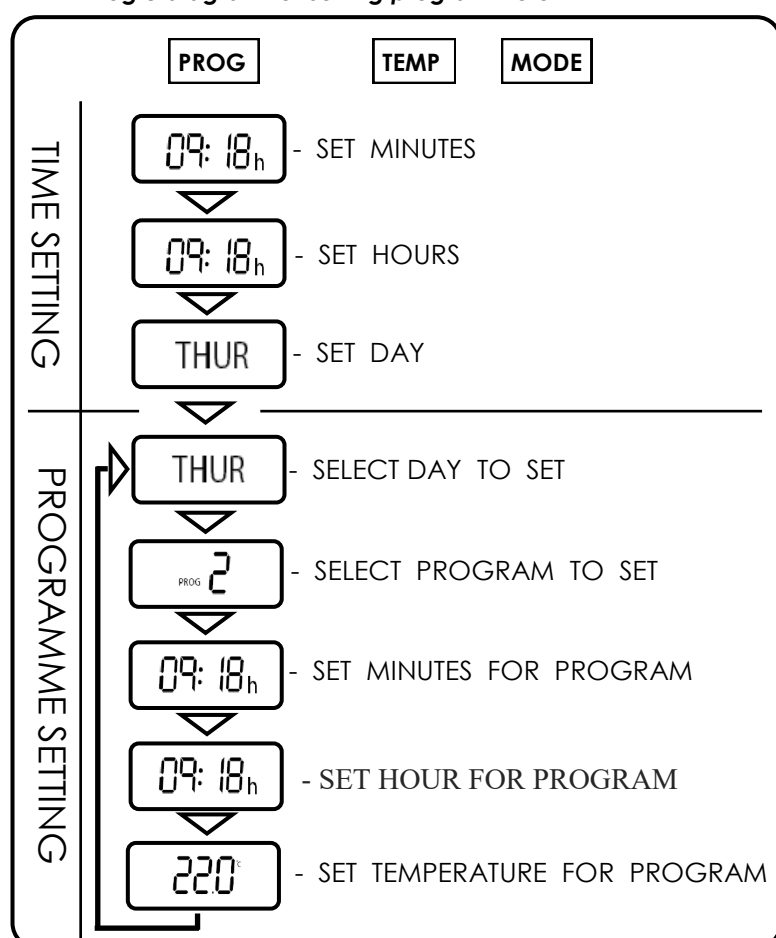 PROG TEMP MODE
TIME SETTING
09:18h - SET MINUTES
09:18h - SET HOURS
THUR - SET DAY
PROGRAMME SETTING
THUR - SELECT DAY TO SET
PROG 2 - SELECT PROGRAM TO SET
09:18h - SET MINUTES FOR PROGRAM
09:18h - SET HOUR FOR PROGRAM
22.0°C - SET TEMPERATURE FOR PROGRAM